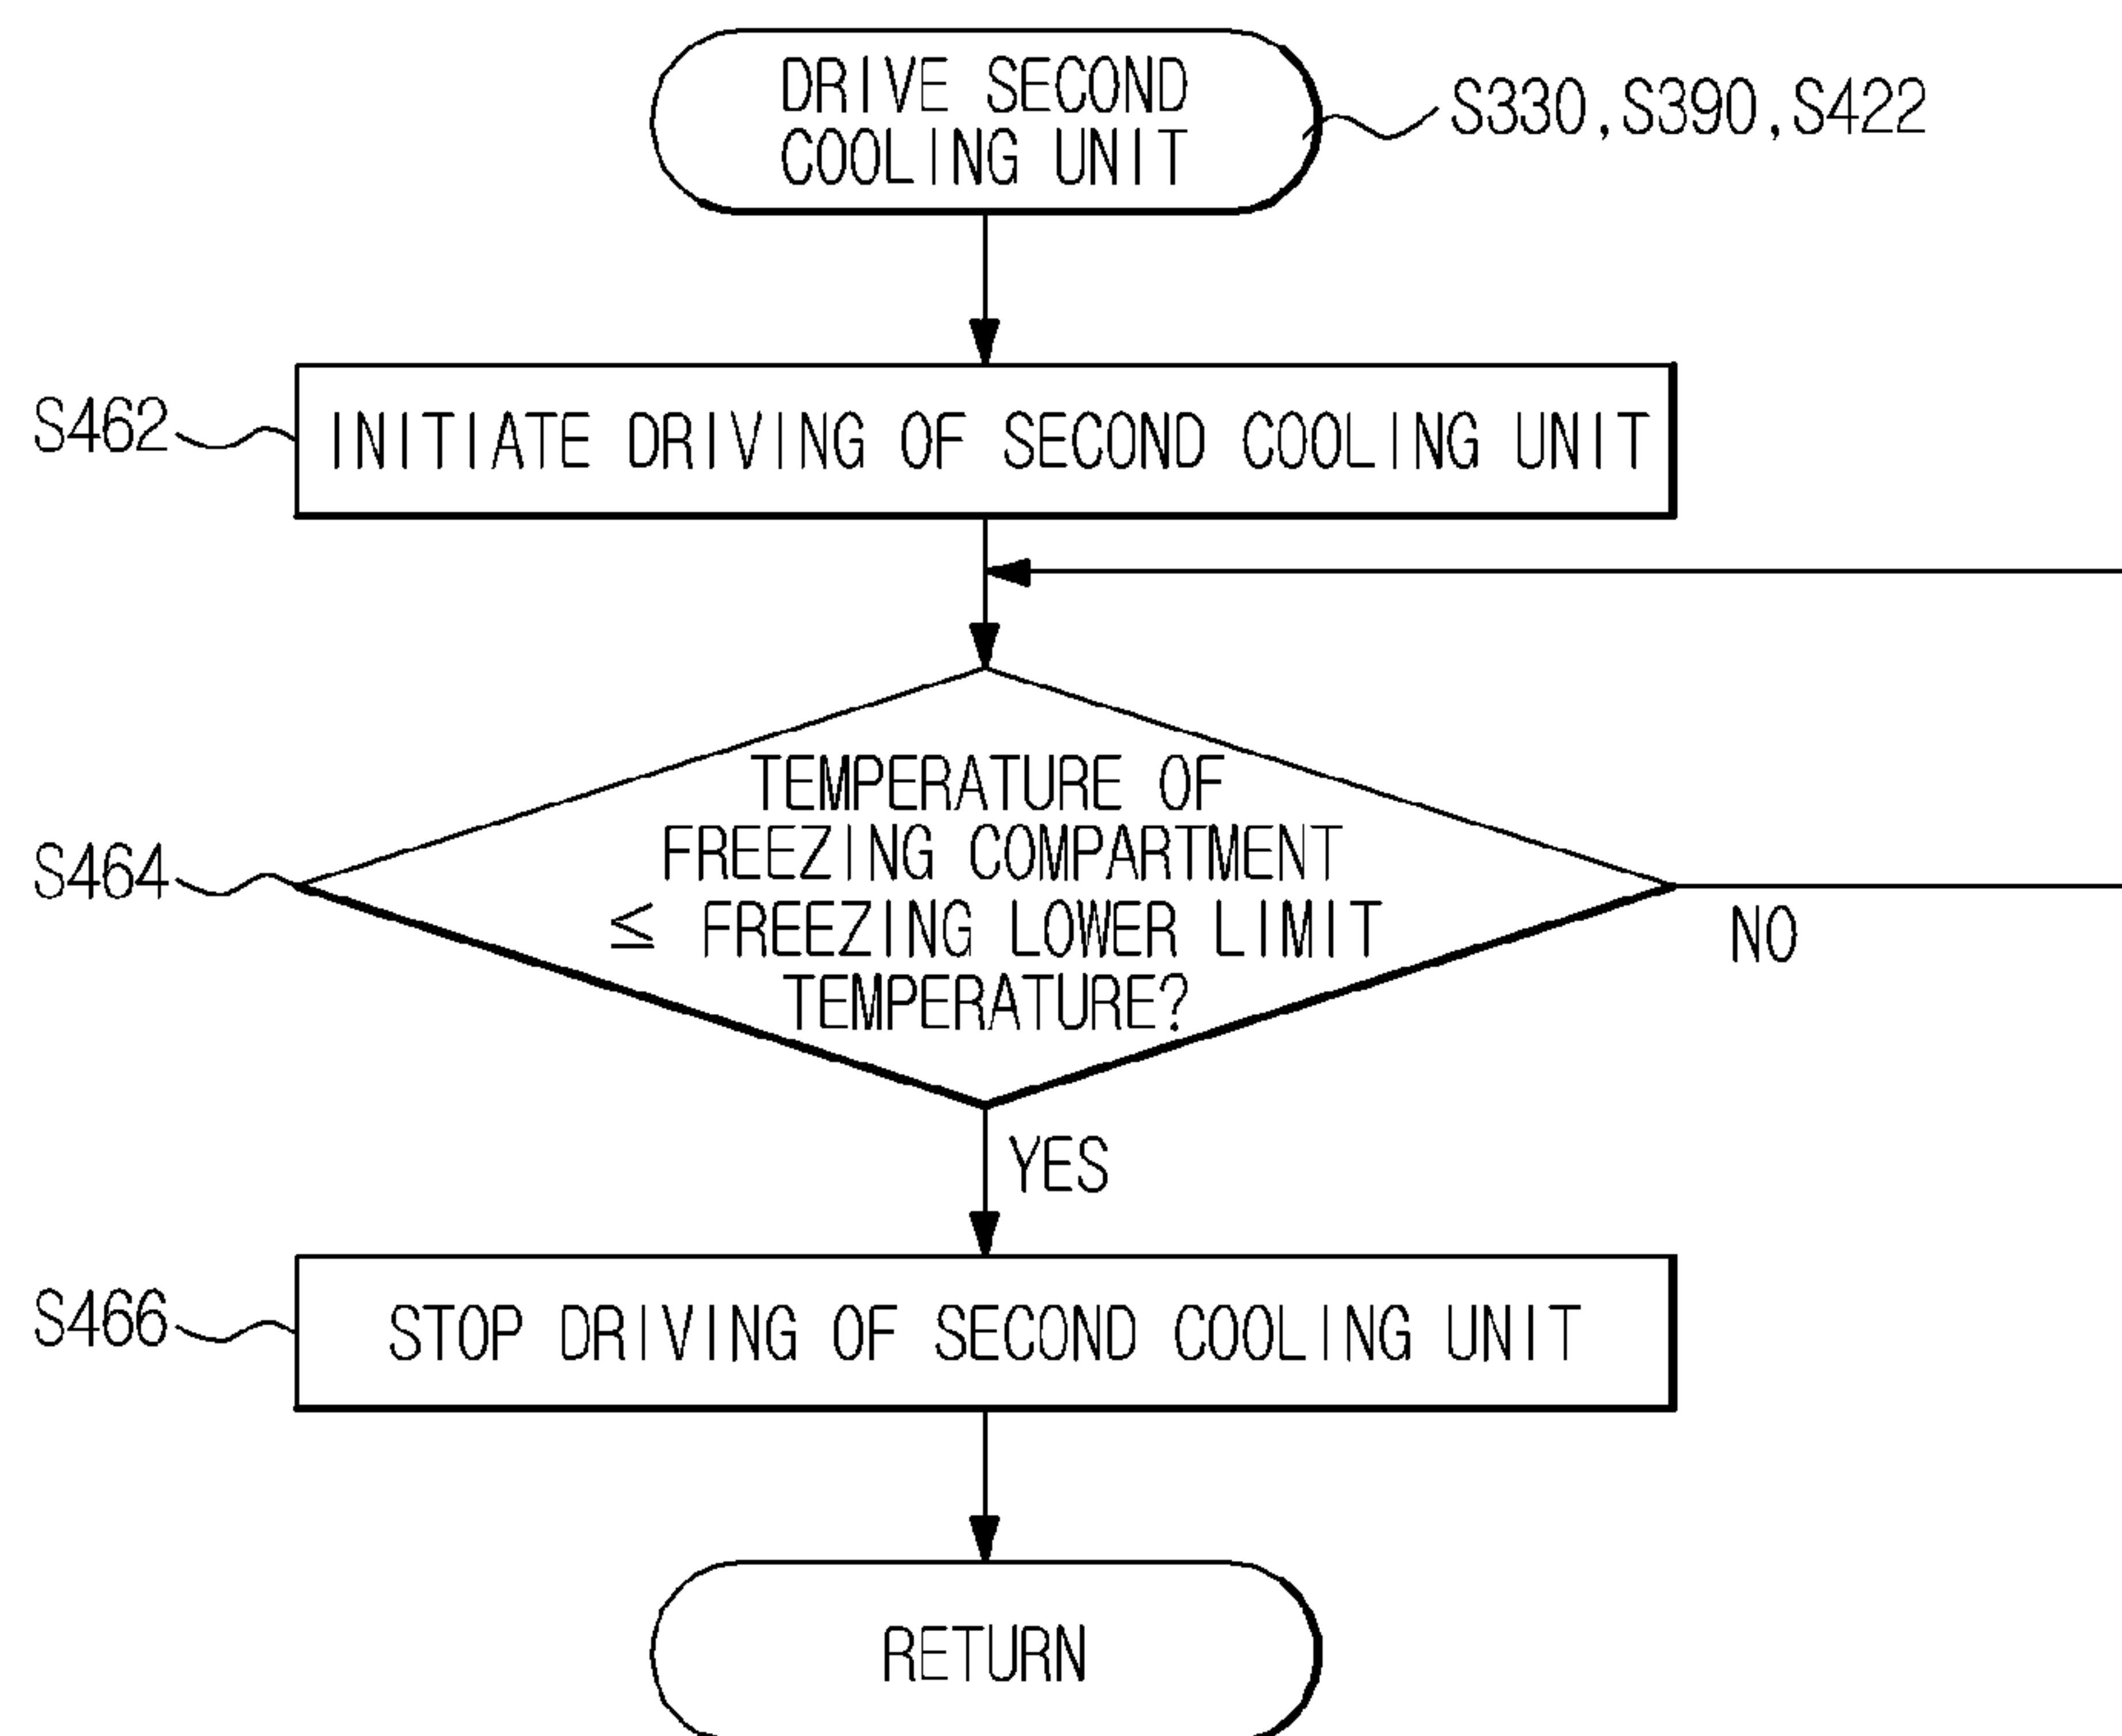 DRIVE SECOND
COOLING UNIT
S330,S390,S422
S462
INITIATE DRIVING OF SECOND COOLING UNIT
TEMPERATURE OF
FREEZING COMPARTMENT
S464
≤ FREEZING LOWER LIMIT
TEMPERATURE?
NO
YES
S466
STOP DRIVING OF SECOND COOLING UNIT
RETURN